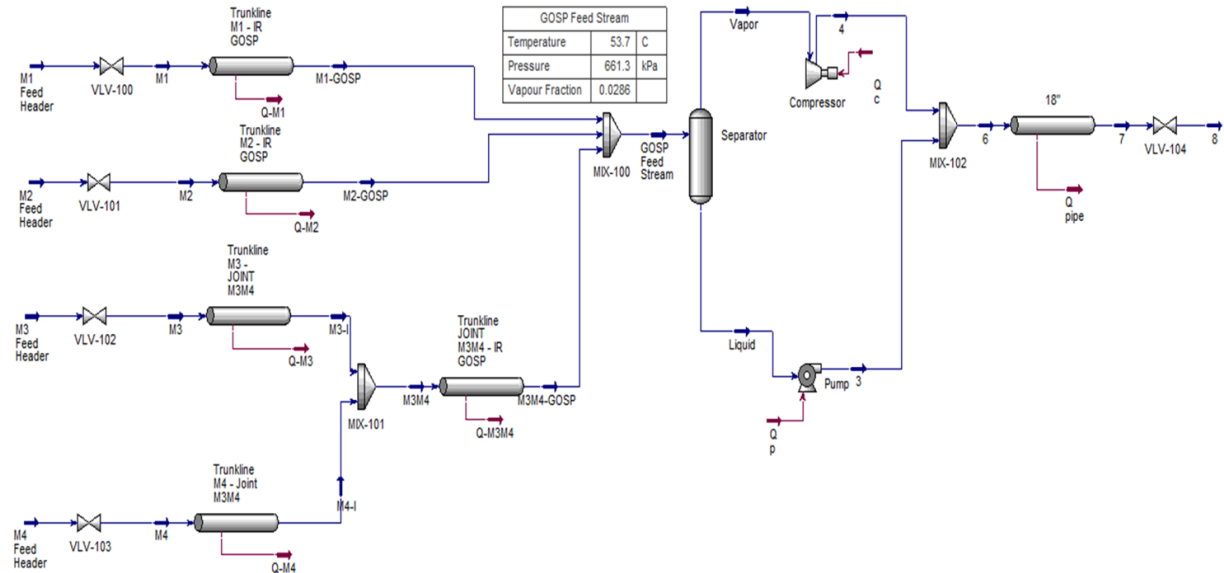 Trunkline
M1 - IR
GOSP
M1
Feed
Header
VLV-100
M1
M1-GOSP
Q-M1
Trunkline
M2 - IR
GOSP
M2
Feed
Header
VLV-101
M2
M2-GOSP
Q-M2
Trunkline
M3 -
JOINT
M3M4
M3
Feed
Header
VLV-102
M3
M3-I
Q-M3
Trunkline
M4 - Joint
M3M4
M4
Feed
Header
VLV-103
M4
M4-I
Q-M4
MIX-101
M3M4
Trunkline
JOINT
M3M4 - IR
GOSP
M3M4-GOSP
Q-M3M4
GOSP Feed Stream
Temperature 53.7 C
Pressure 661.3 kPa
Vapour Fraction 0.0286
MIX-100
GOSP
Feed
Stream
Separator
Vapor
Liquid
Compressor
Q
c
4
Pump
3
Q
p
MIX-102
6
18"
7
Q
pipe
VLV-104
8